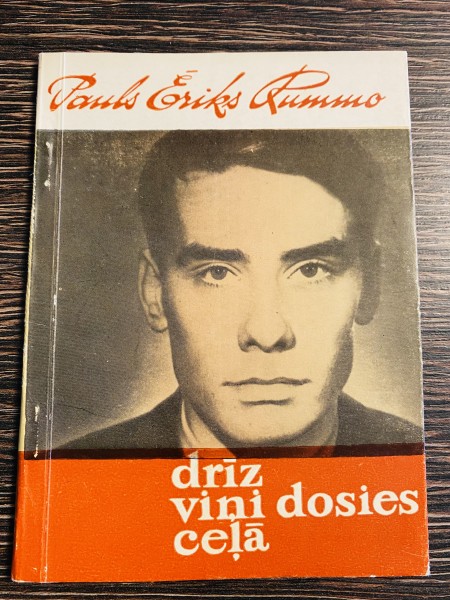 Pauls Ēriks Rummo
drīz
viņi dosies
ceļā